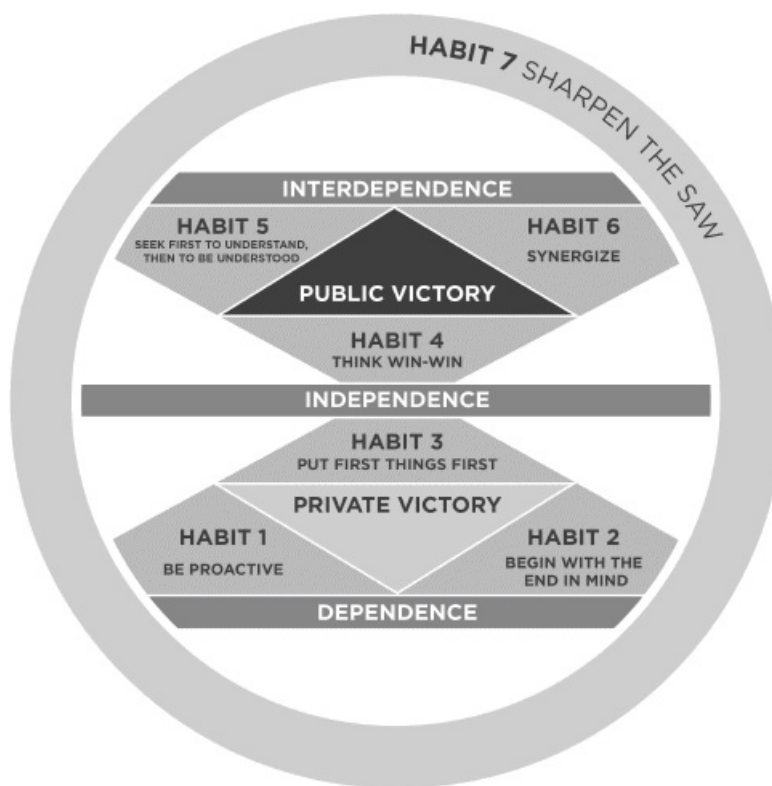 HABIT 7 SHARPEN THE SAW
INTERDEPENDENCE
HABIT 5
SEEK FIRST TO UNDERSTAND,
THEN TO BE UNDERSTOOD
HABIT 6
SYNERGIZE
PUBLIC VICTORY
HABIT 4
THINK WIN-WIN
INDEPENDENCE
HABIT 3
PUT FIRST THINGS FIRST
PRIVATE VICTORY
HABIT 1
BE PROACTIVE
HABIT 2
BEGIN WITH THE
END IN MIND
DEPENDENCE